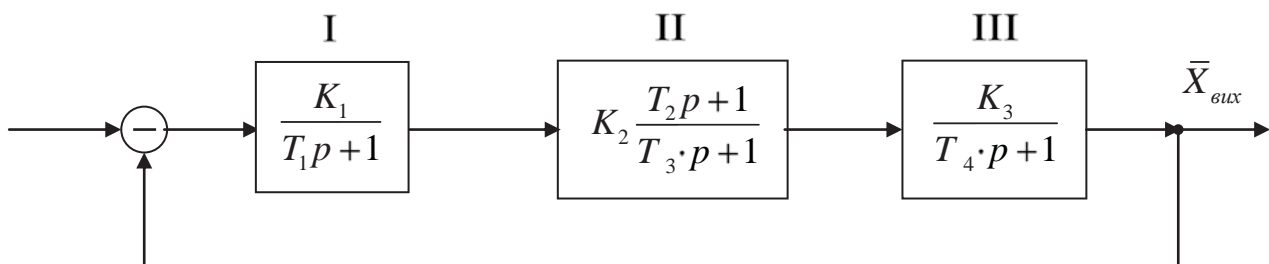 I II III
K₁ / (T₁p + 1)
K₂ (T₂p + 1) / (T₃·p + 1)
K₃ / (T₄·p + 1)
X̄вих
−